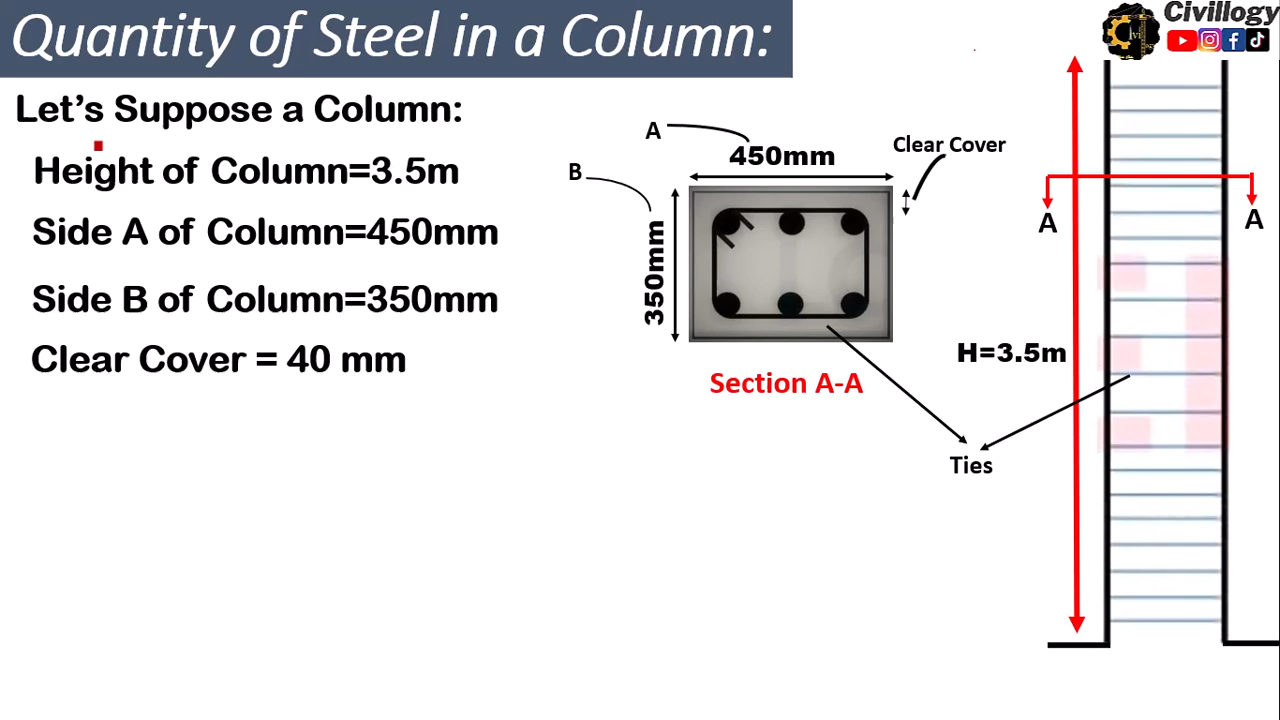 Quantity of Steel in a Column:
Civillogy
Let's Suppose a Column:
Height of Column=3.5m
Side A of Column=450mm
Side B of Column=350mm
Clear Cover = 40 mm
A
450mm
Clear Cover
B
350mm
Section A-A
Ties
H=3.5m
A
A